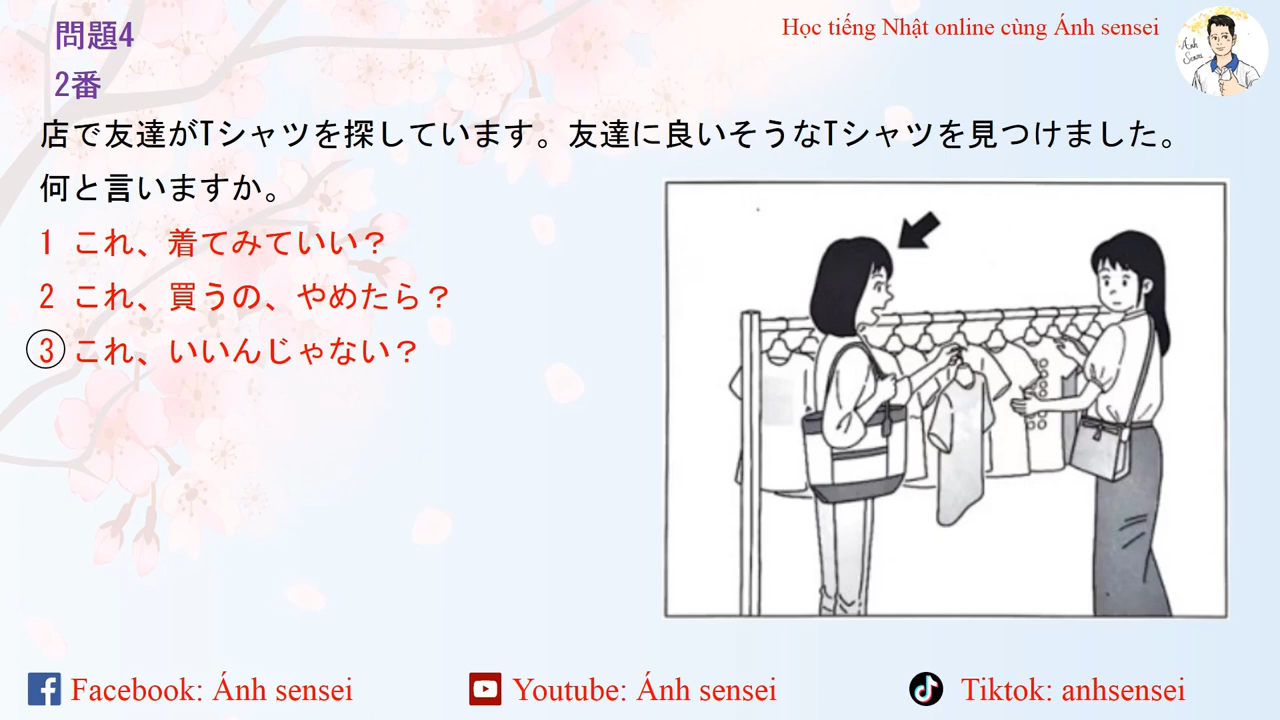 問題4
Học tiếng Nhật online cùng Ánh sensei
Ánh Sensei
2番
店で友達がTシャツを探しています。友達に良いそうなTシャツを見つけました。
何と言いますか。
1 これ、着てみていい？
2 これ、買うの、やめたら？
3 これ、いいんじゃない？
Facebook: Ánh sensei
Youtube: Ánh sensei
Tiktok: anhsensei